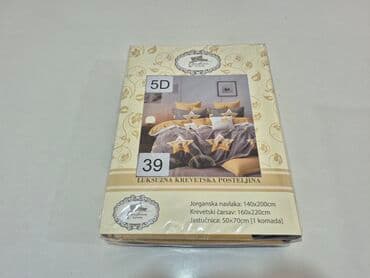 5D
39
LUKSUZNA KREVETSKA POSTELJINA
Jorganska navlaka: 140x200cm
Krevetski čaršav: 160x220cm
Jastučnica: 50x70cm [1 komada]